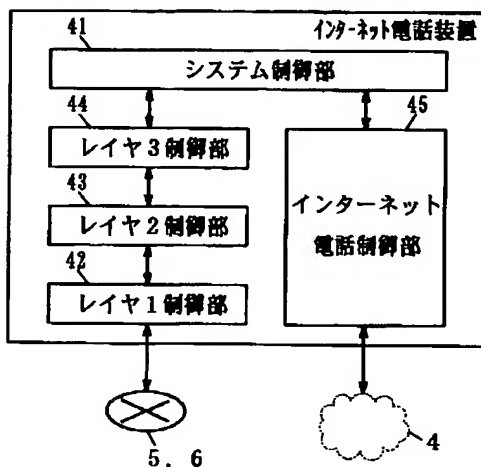 インターネット電話装置
41
システム制御部
44
45
レイヤ3制御部
43
レイヤ2制御部
インターネット
電話制御部
42
レイヤ1制御部
5．6
4